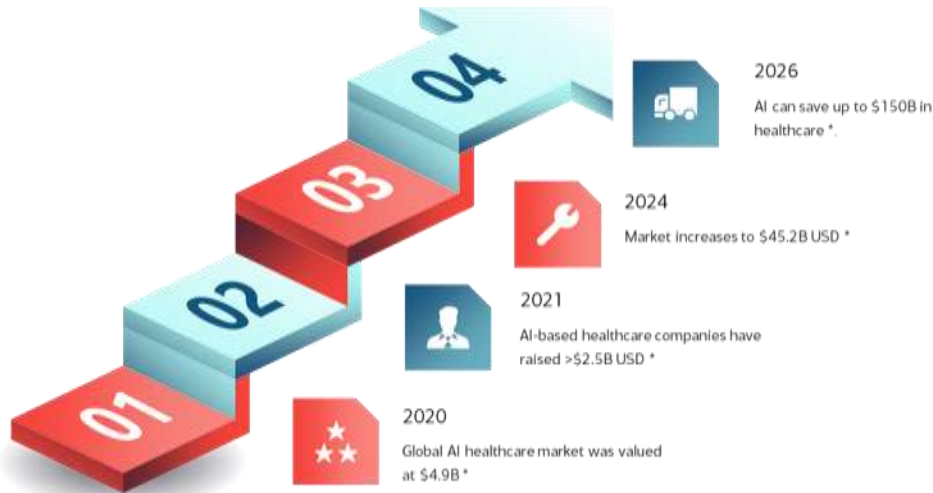 04
2026
AI can save up to $150B in
healthcare *.
03
2024
Market increases to $45.2B USD *
02
2021
AI-based healthcare companies have
raised >$2.5B USD *
01
2020
Global AI healthcare market was valued
at $4.9B *